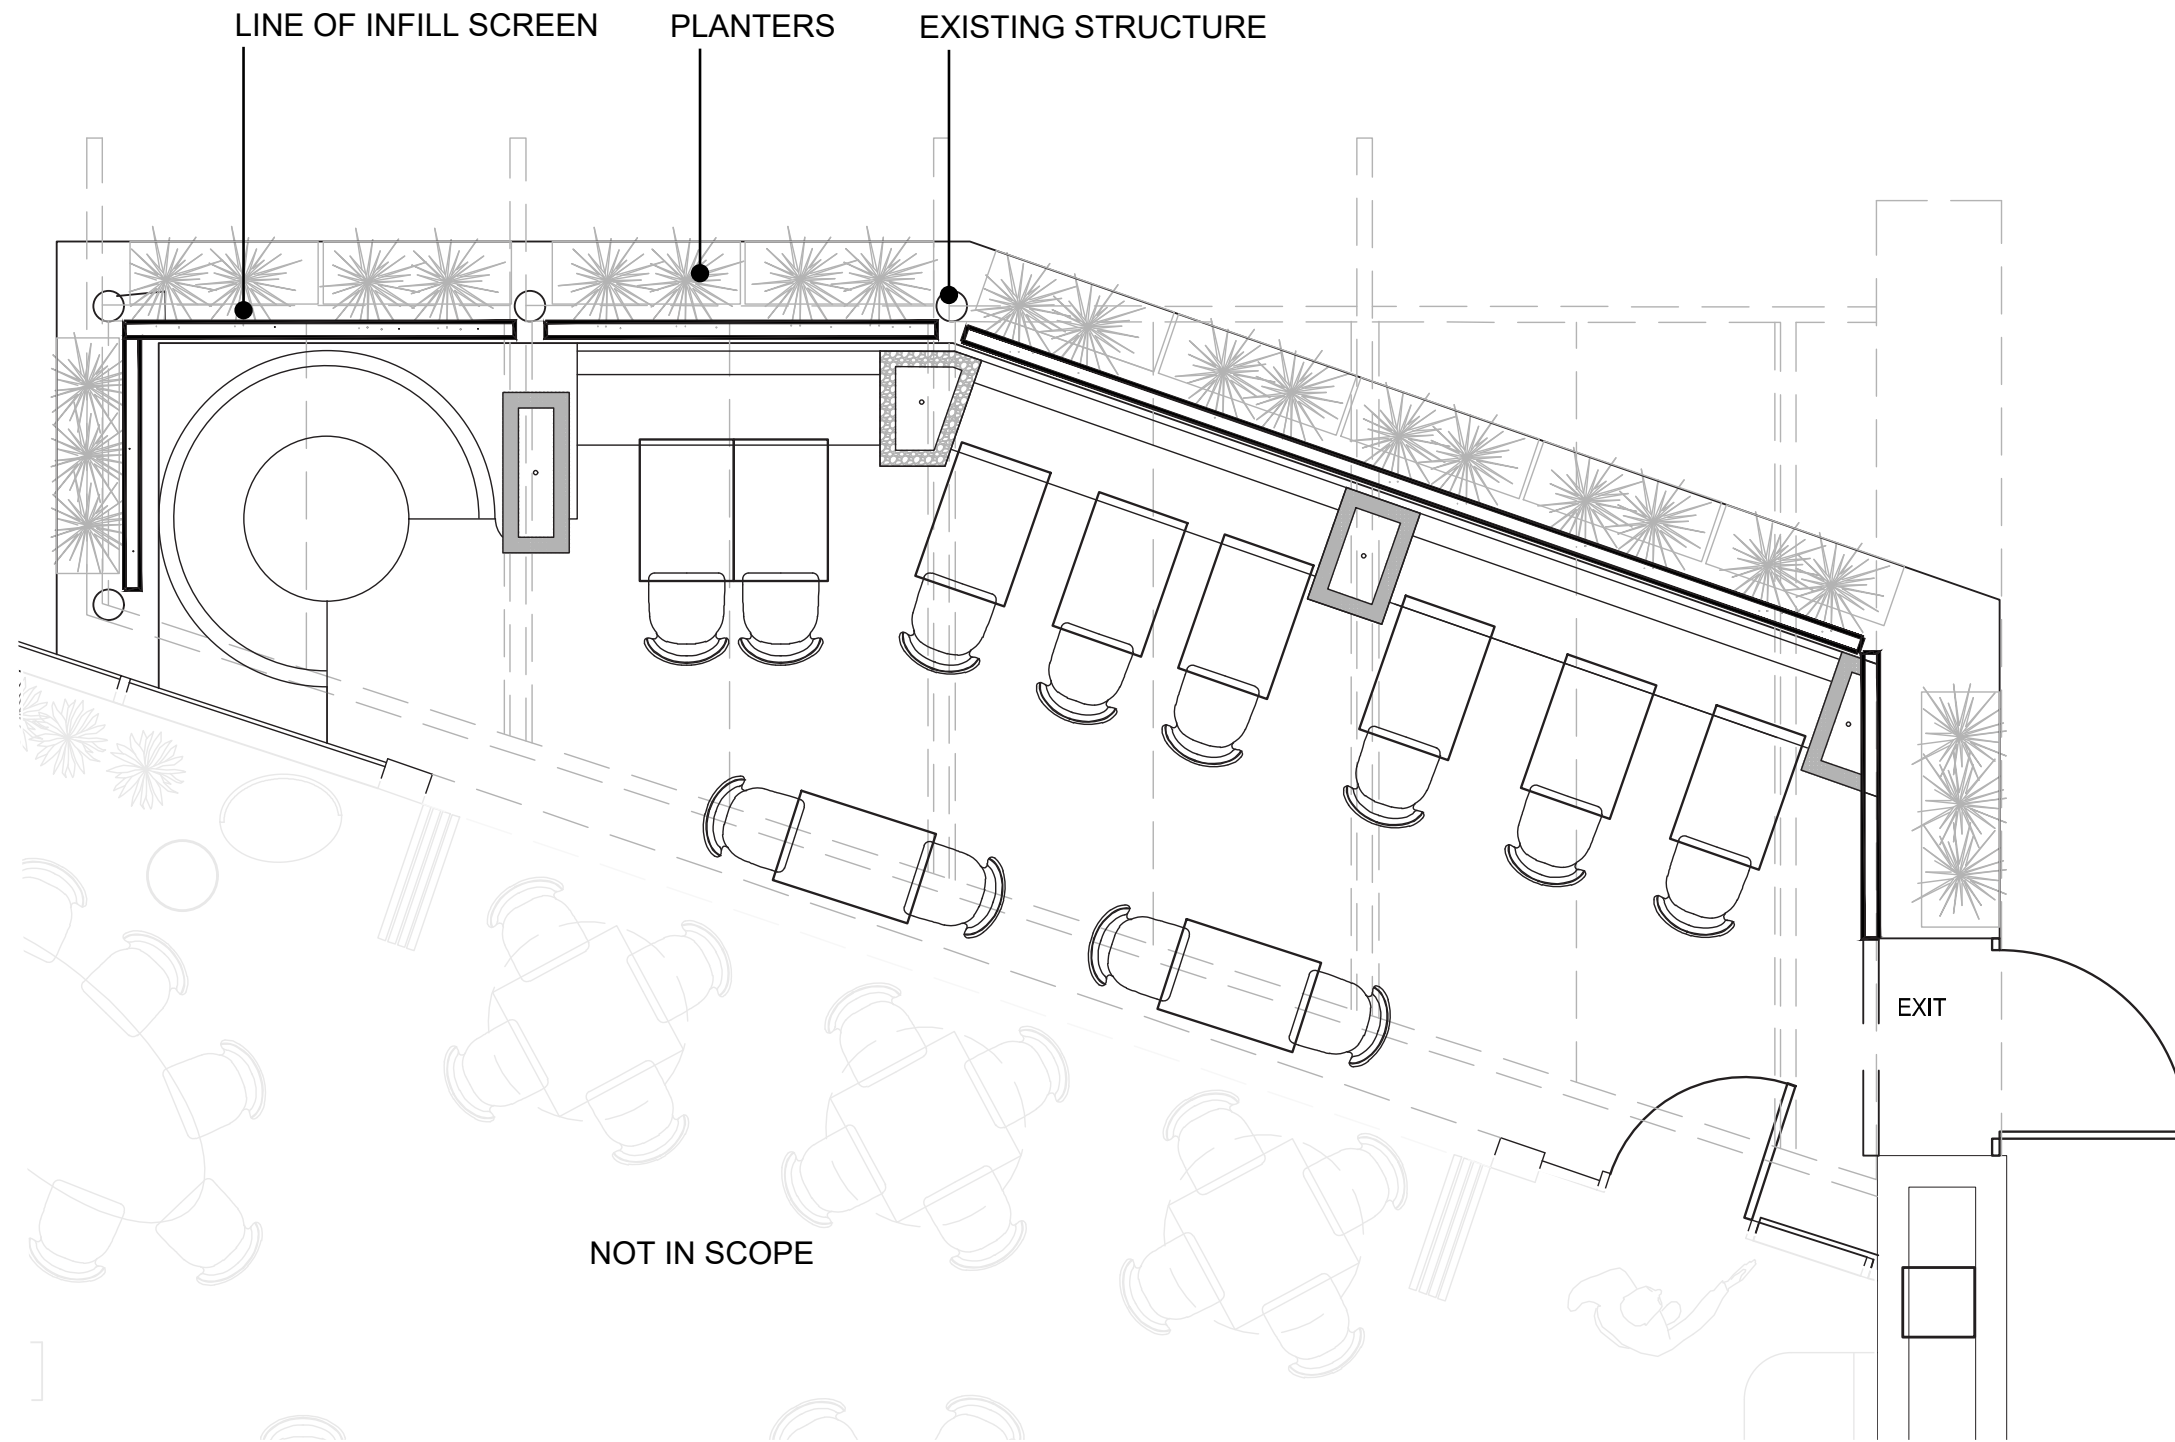 LINE OF INFILL SCREEN
PLANTERS
EXISTING STRUCTURE
EXIT
NOT IN SCOPE